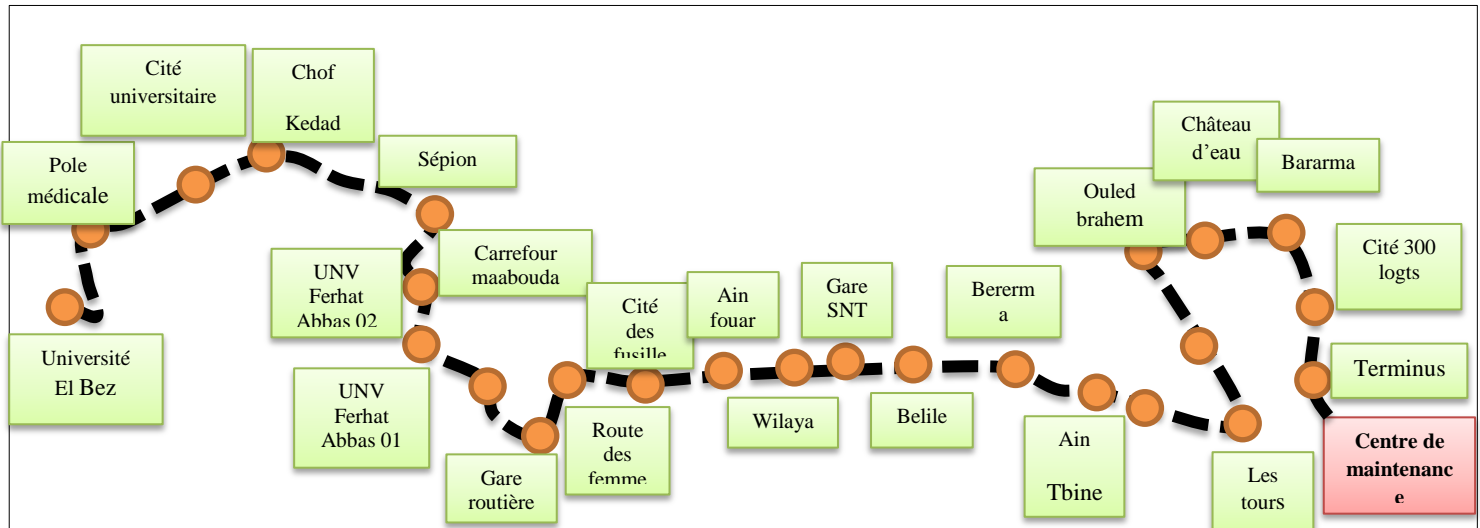 Cité
universitaire
Chof
Kedad
Pole
médicale
Sépion
Université
El Bez
UNV
Ferhat
Abbas 02
Carrefour
maabouda
UNV
Ferhat
Abbas 01
Gare
routière
Cité
des
fusille
Route
des
femme
Ain
fouar
Wilaya
Gare
SNT
Belile
Bererm
a
Ain
Tbine
Les
tours
Ouled
brahem
Château
d’eau
Bararma
Cité 300
logts
Terminus
Centre de
maintenanc
e